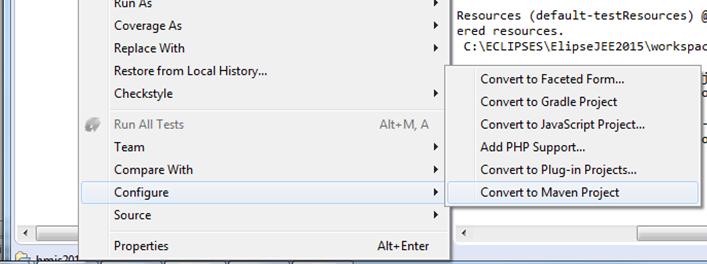 Run As
Coverage As
Replace With
Restore from Local History...
Checkstyle
Run All Tests Alt+M, A
Team
Compare With
Configure
Source
Properties Alt+Enter
Resources (default-testResources) @
ered resources.
C:\ECLIPSES\ElipseJEE2015\workspac
Convert to Faceted Form...
Convert to Gradle Project
Convert to JavaScript Project...
Add PHP Support...
Convert to Plug-in Projects...
Convert to Maven Project